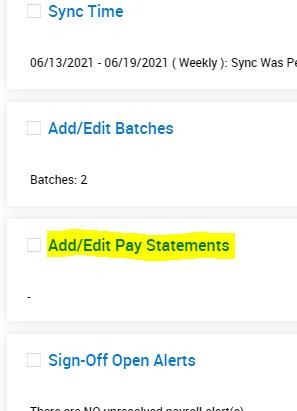 Sync Time
06/13/2021 - 06/19/2021 ( Weekly ): Sync Was
Add/Edit Batches
Batches: 2
Add/Edit Pay Statements
-
Sign-Off Open Alerts
There are NO unresolved payroll alert(s)